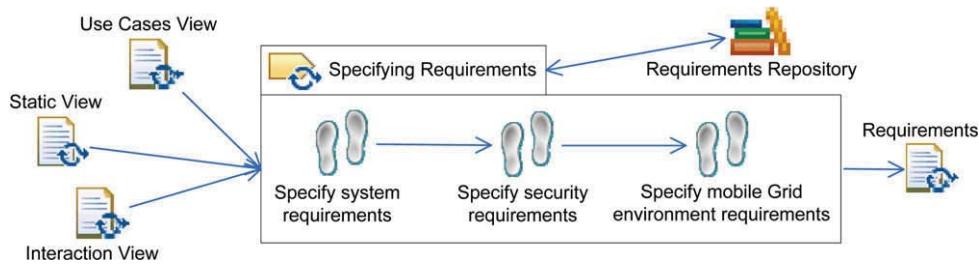 Use Cases View
Static View
Interaction View
Specifying Requirements
Requirements Repository
Specify system
requirements
Specify security
requirements
Specify mobile Grid
environment requirements
Requirements